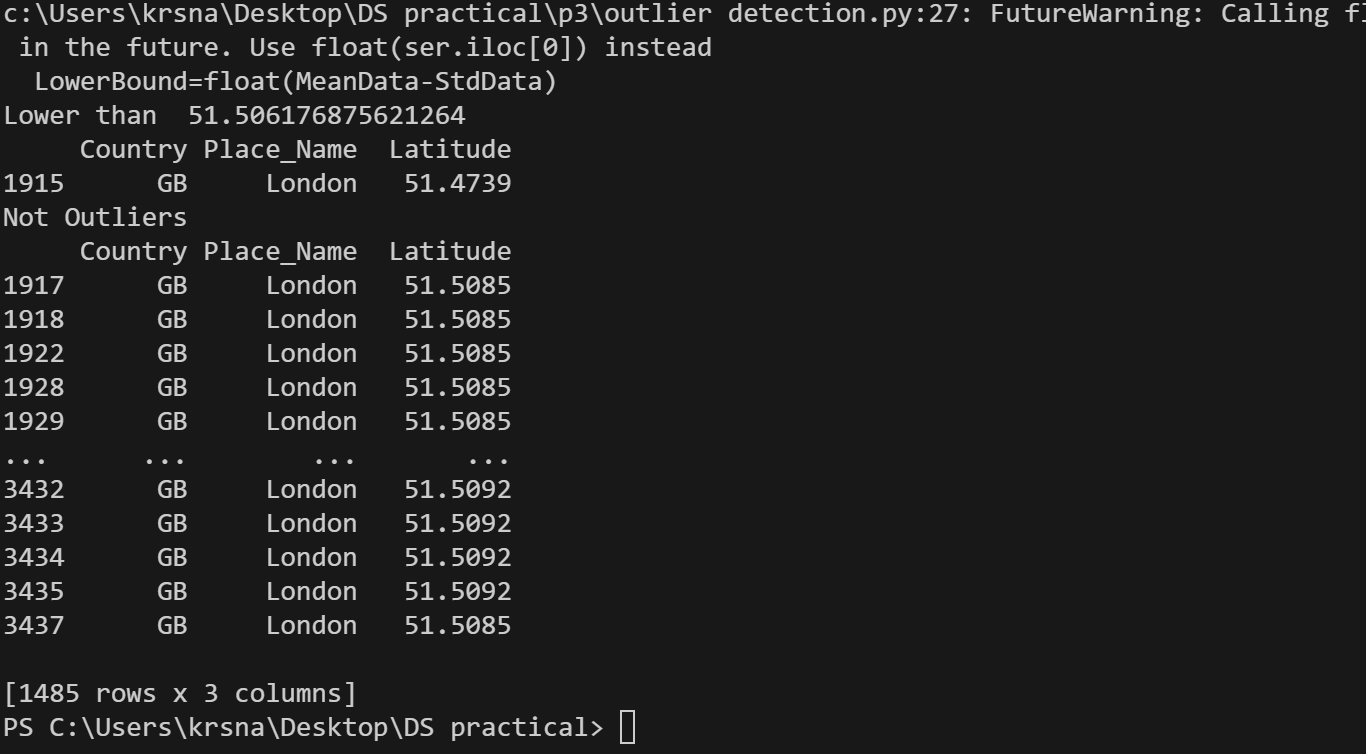 c:\Users\krsna\Desktop\DS practical\p3\outlier detection.py:27: FutureWarning: Calling
 in the future. Use float(ser.iloc[0]) instead
  LowerBound=float(MeanData-StdData)
Lower than  51.506176875621264
     Country Place_Name  Latitude
1915      GB     London   51.4739
Not Outliers
     Country Place_Name  Latitude
1917      GB     London   51.5085
1918      GB     London   51.5085
1922      GB     London   51.5085
1928      GB     London   51.5085
1929      GB     London   51.5085
...      ...        ...       ...
3432      GB     London   51.5092
3433      GB     London   51.5092
3434      GB     London   51.5092
3435      GB     London   51.5092
3437      GB     London   51.5085
[1485 rows x 3 columns]
PS C:\Users\krsna\Desktop\DS practical>